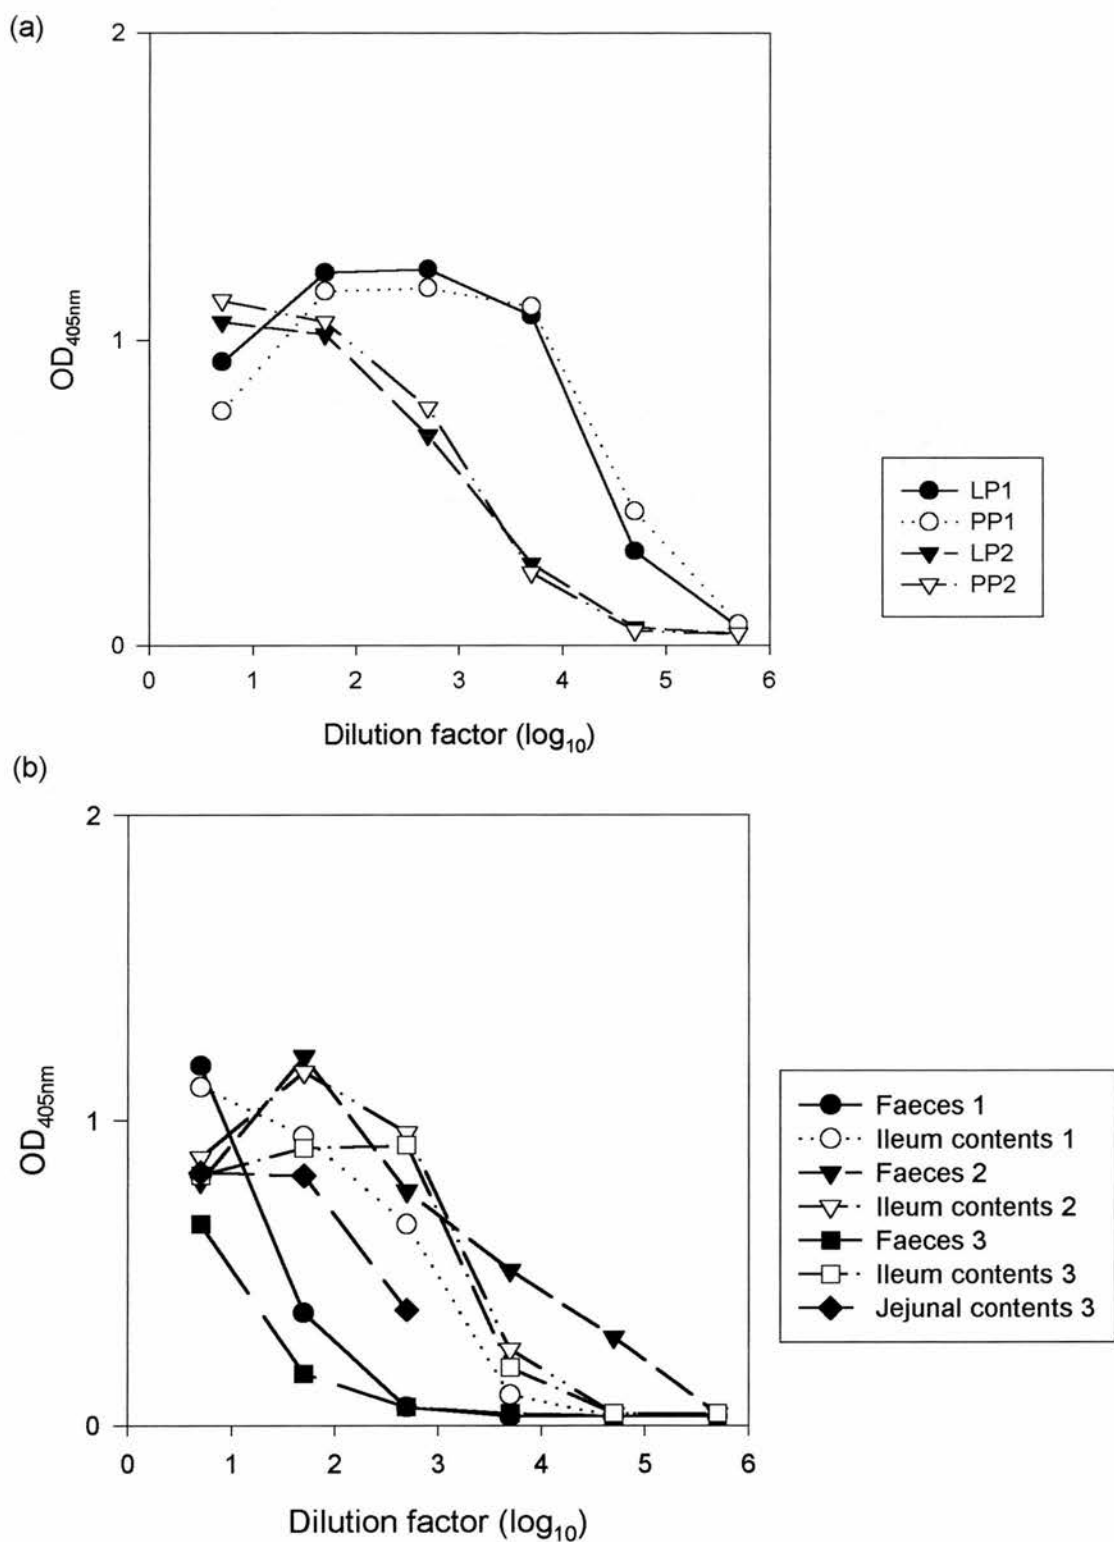 (a)
2
1
0
OD405nm
0 1 2 3 4 5 6
Dilution factor (log10)
LP1
PP1
LP2
PP2
(b)
2
1
0
OD405nm
0 1 2 3 4 5 6
Dilution factor (log10)
Faeces 1
Ileum contents 1
Faeces 2
Ileum contents 2
Faeces 3
Ileum contents 3
Jejunal contents 3